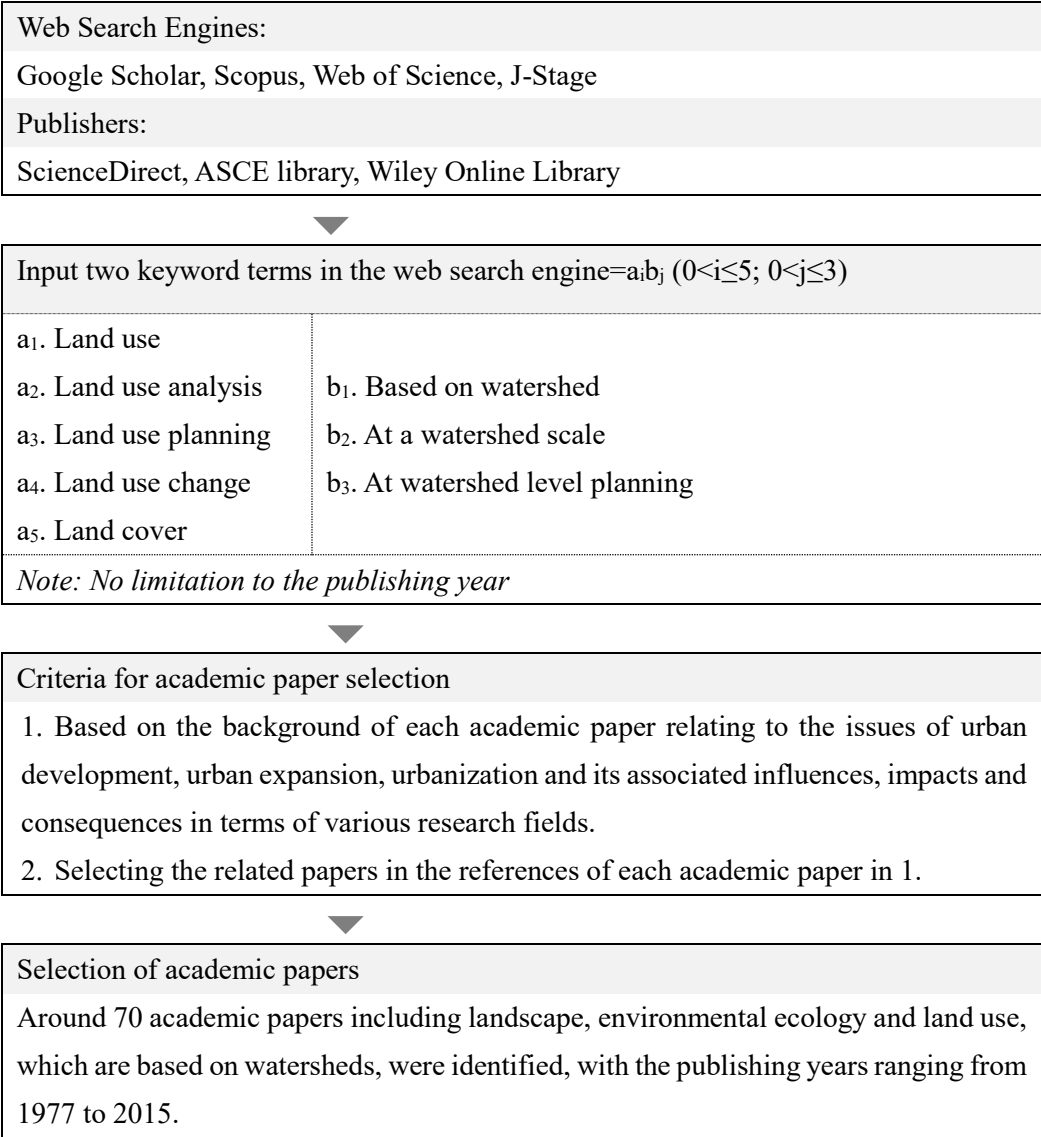 Web Search Engines:
Google Scholar, Scopus, Web of Science, J-Stage
Publishers:
ScienceDirect, ASCE library, Wiley Online Library
Input two keyword terms in the web search engine=aᵢbⱼ (0<i≤5; 0<j≤3)
a₁. Land use
a₂. Land use analysis
a₃. Land use planning
a₄. Land use change
a₅. Land cover
b₁. Based on watershed
b₂. At a watershed scale
b₃. At watershed level planning
Note: No limitation to the publishing year
Criteria for academic paper selection
1. Based on the background of each academic paper relating to the issues of urban
development, urban expansion, urbanization and its associated influences, impacts and
consequences in terms of various research fields.
2. Selecting the related papers in the references of each academic paper in 1.
Selection of academic papers
Around 70 academic papers including landscape, environmental ecology and land use,
which are based on watersheds, were identified, with the publishing years ranging from
1977 to 2015.